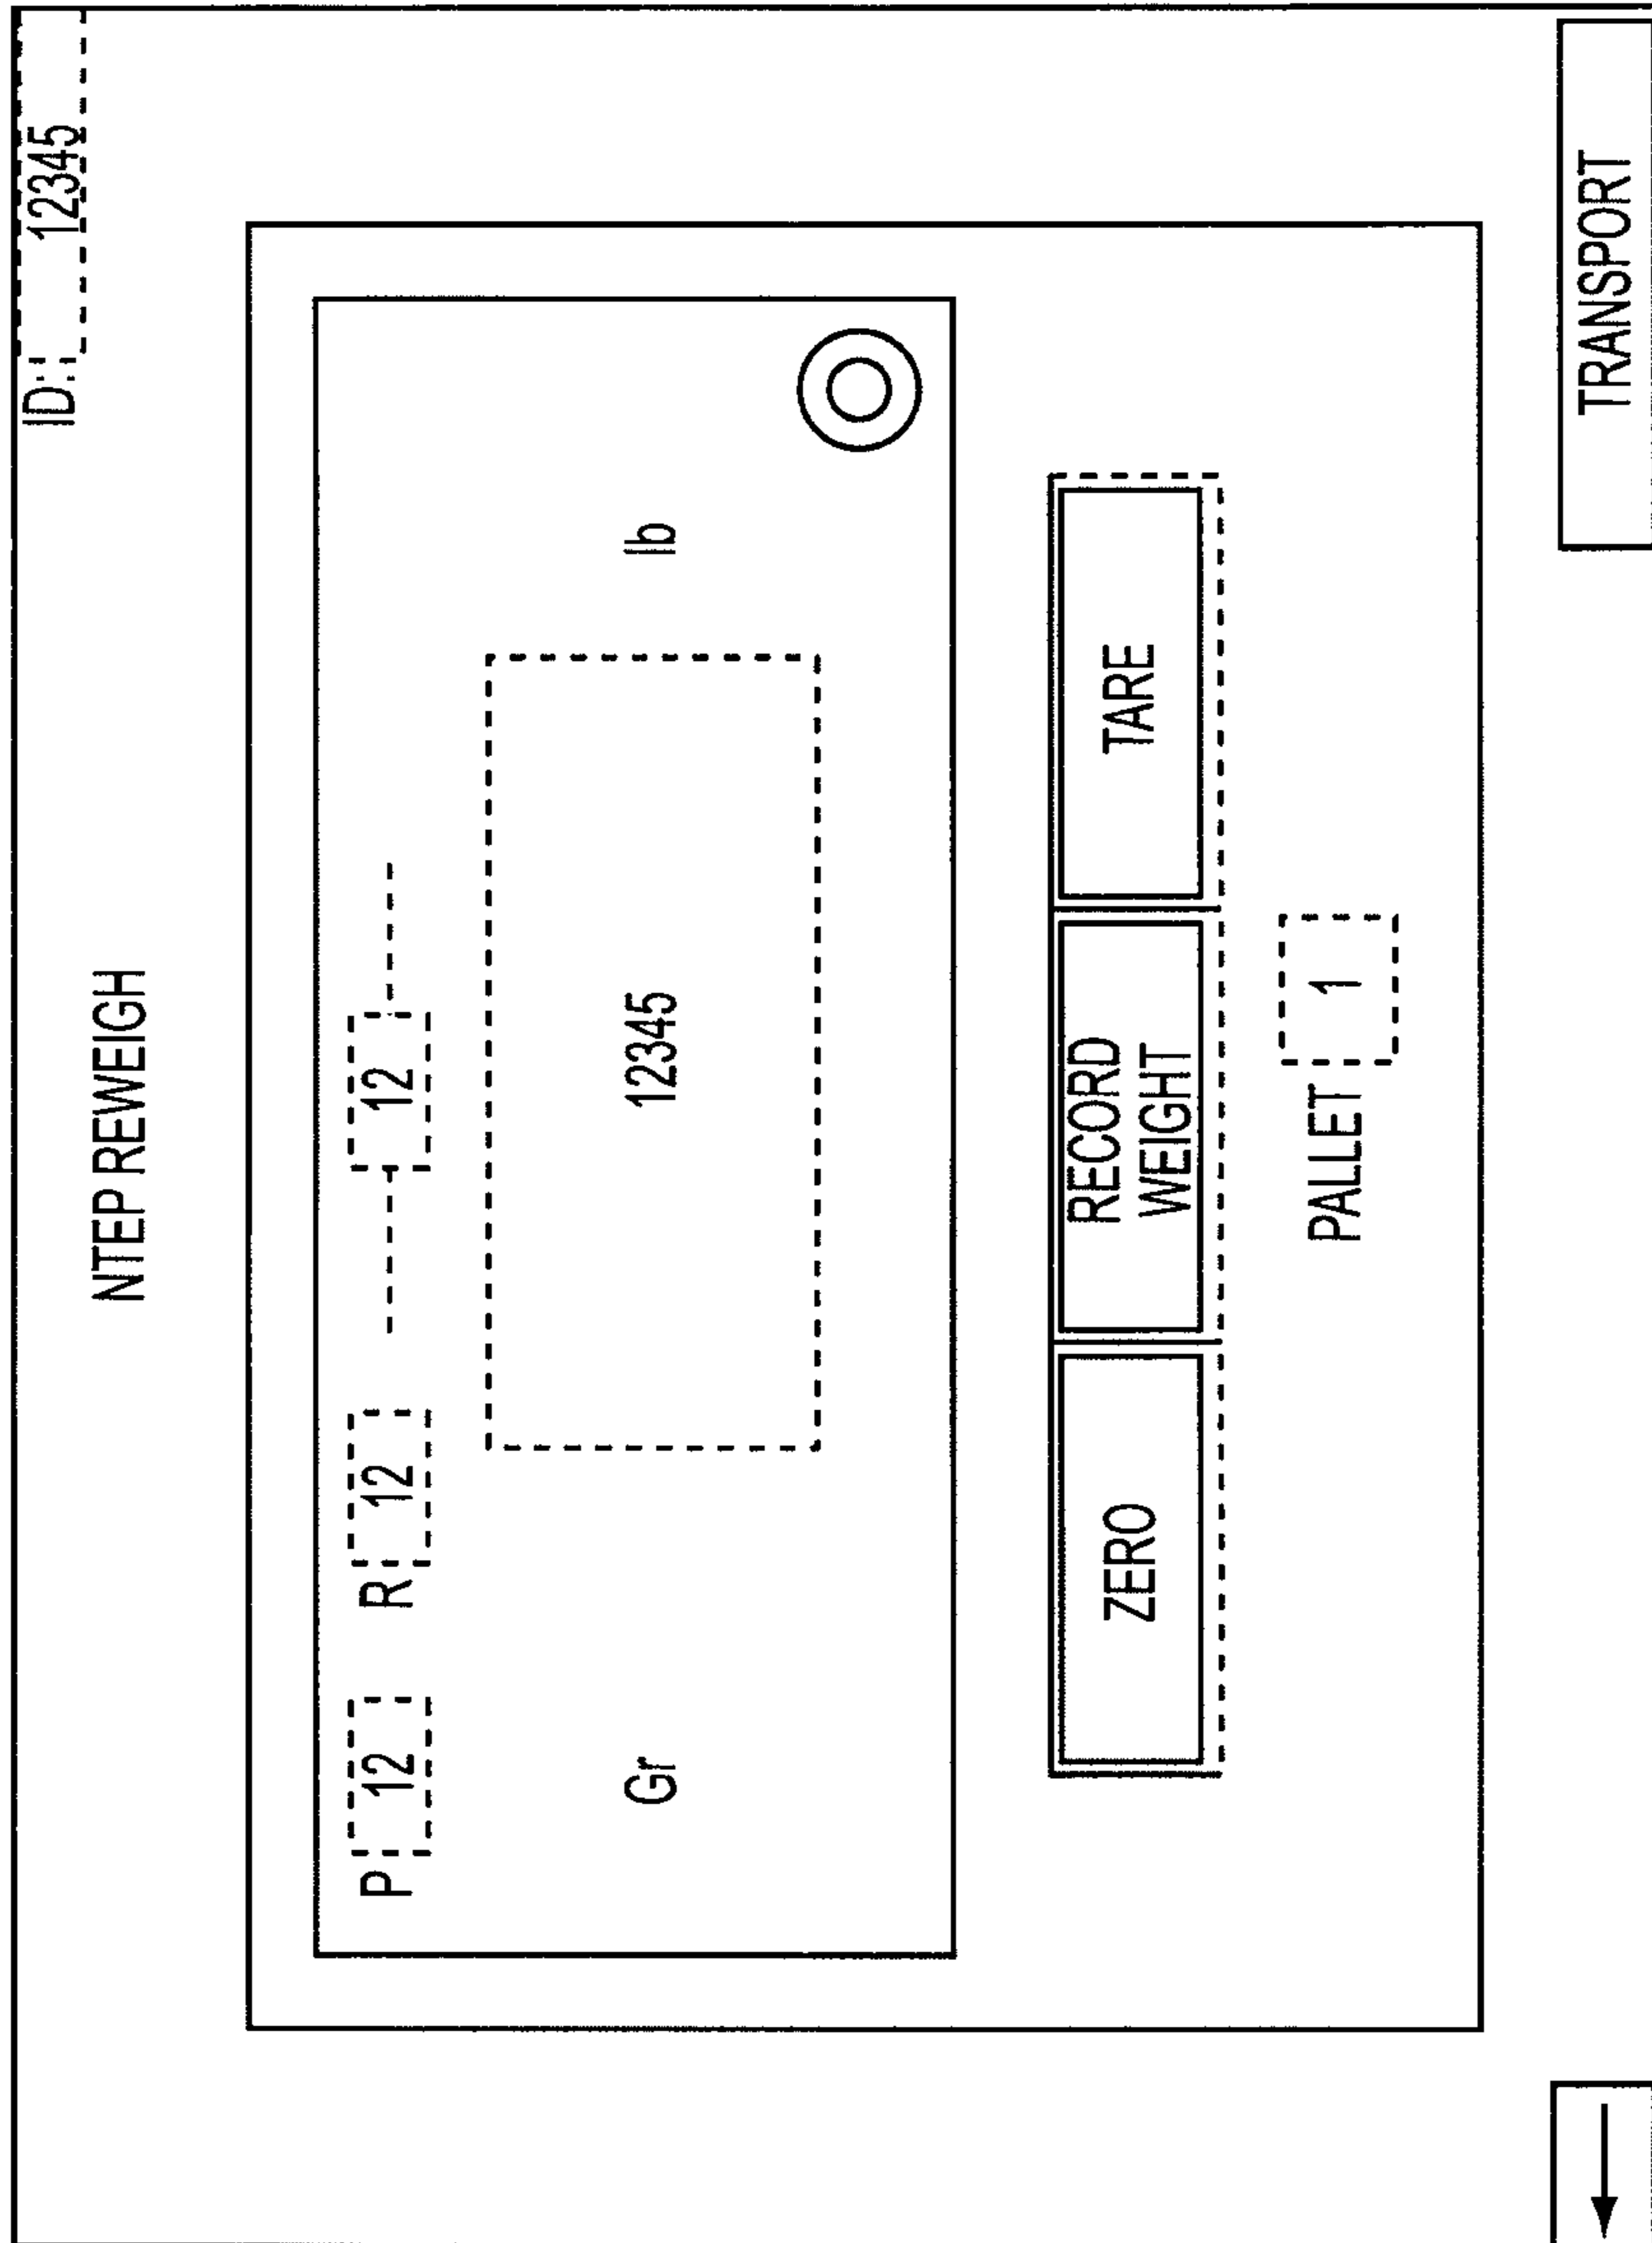 ID: 12345
NTEP REWEIGH
P 12 R 12 12
Gr 12345 lb
ZERO RECORD WEIGHT TARE
PALLET 1
TRANSPORT